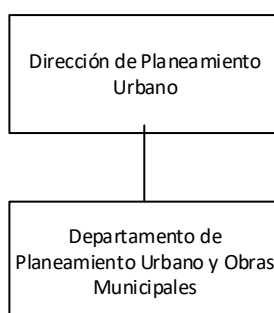 Dirección de Planeamiento
Urbano
Departamento de
Planeamiento Urbano y Obras
Municipales